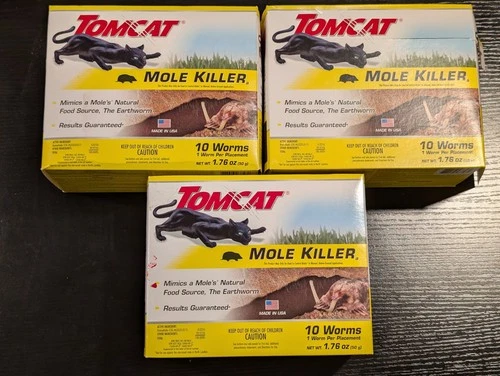 TOMCAT®
MOLE KILLER
Mimics a Mole's Natural
Food Source, The Earthworm
Results Guaranteed
MADE IN USA
KEEP OUT OF REACH OF CHILDREN
CAUTION
10 Worms
1 Worm Per Placement
NET WT. 1.76 oz (50 g)
TOMCAT®
MOLE KILLER
Mimics a Mole's Natural
Food Source, The Earthworm
Results Guaranteed
MADE IN USA
KEEP OUT OF REACH OF CHILDREN
CAUTION
10 Worms
1 Worm Per Placement
NET WT. 1.76 oz
TOMCAT®
MOLE KILLER
Mimics a Mole's Natural
Food Source, The Earthworm
Results Guaranteed
MADE IN USA
KEEP OUT OF REACH OF CHILDREN
CAUTION
10 Worms
1 Worm Per Placement
NET WT. 1.76 oz (50 g)